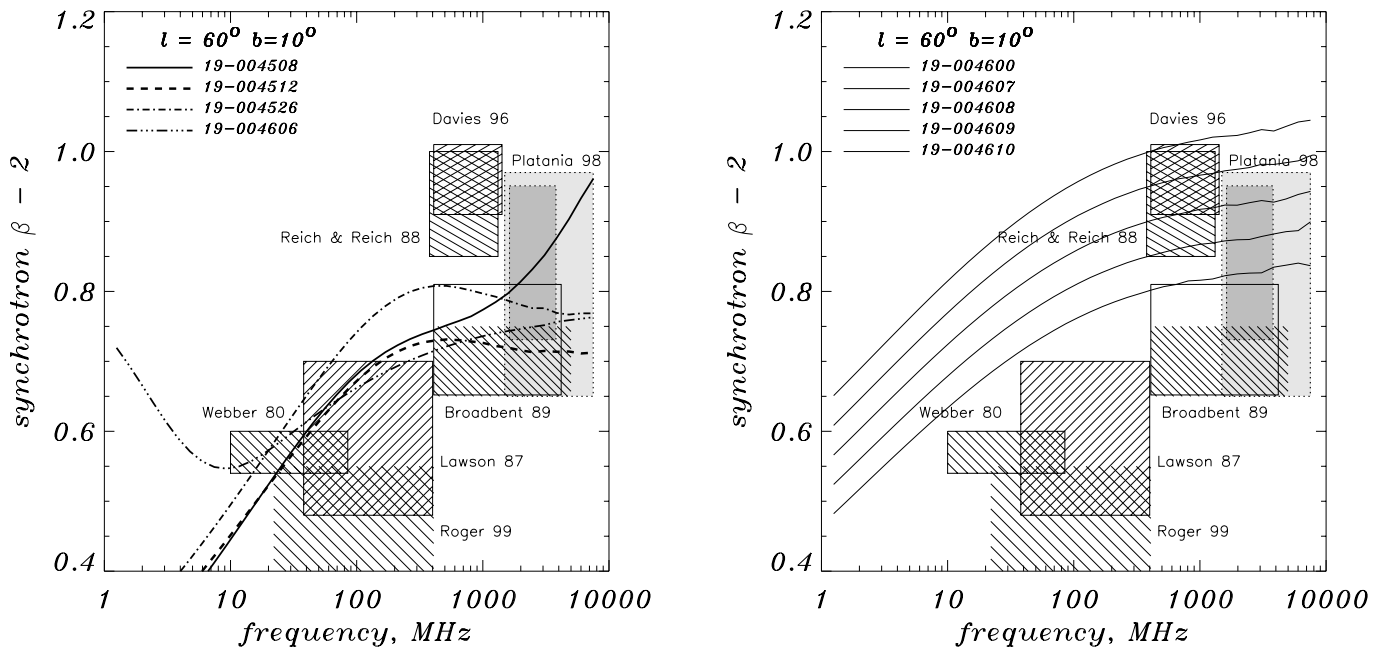 1.2
1.0
0.8
0.6
0.4
synchrotron β − 2
l = 60° b=10°
19-004508
19-004512
19-004526
19-004606
Davies 96
Platania 98
Reich & Reich 88
Webber 80
Broadbent 89
Lawson 87
Roger 99
1 10 100 1000 10000
frequency, MHz
1.2
1.0
0.8
0.6
0.4
synchrotron β − 2
l = 60° b=10°
19-004600
19-004607
19-004608
19-004609
19-004610
Davies 96
Platania 98
Reich & Reich 88
Webber 80
Broadbent 89
Lawson 87
Roger 99
1 10 100 1000 10000
frequency, MHz